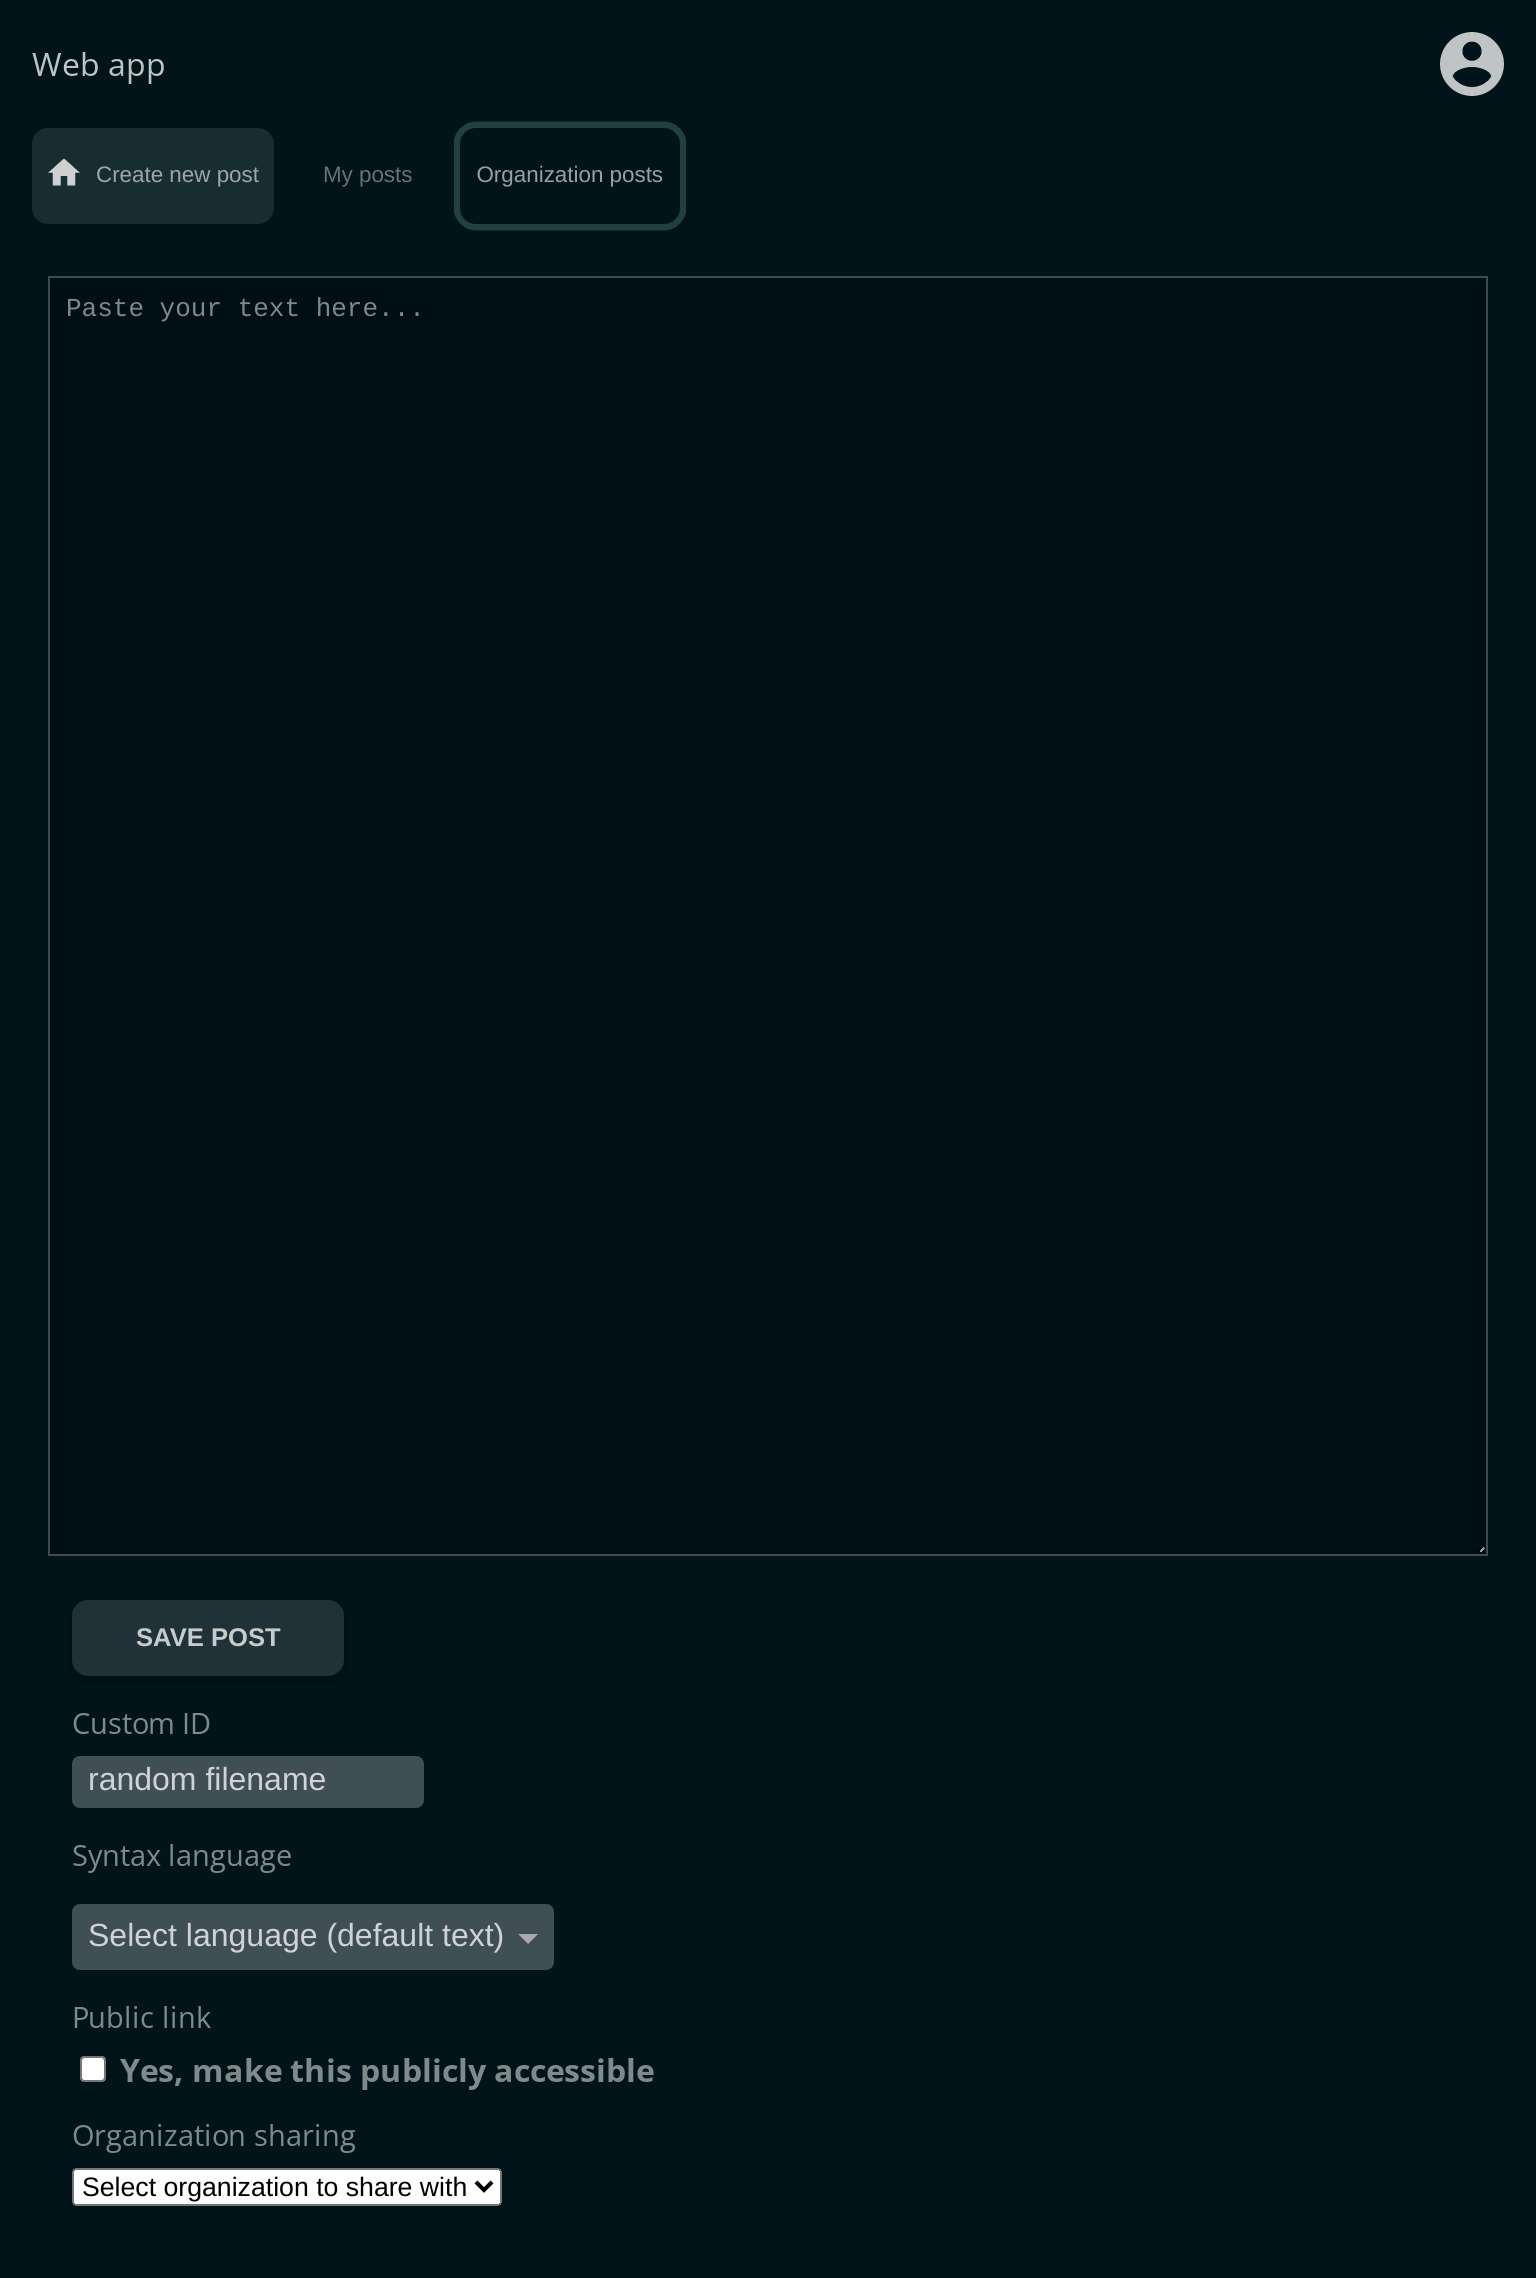 Web app
Create new post
My posts
Organization posts
Paste your text here...
SAVE POST
Custom ID
random filename
Syntax language
Select language (default text)
Public link
Yes, make this publicly accessible
Organization sharing
Select organization to share with